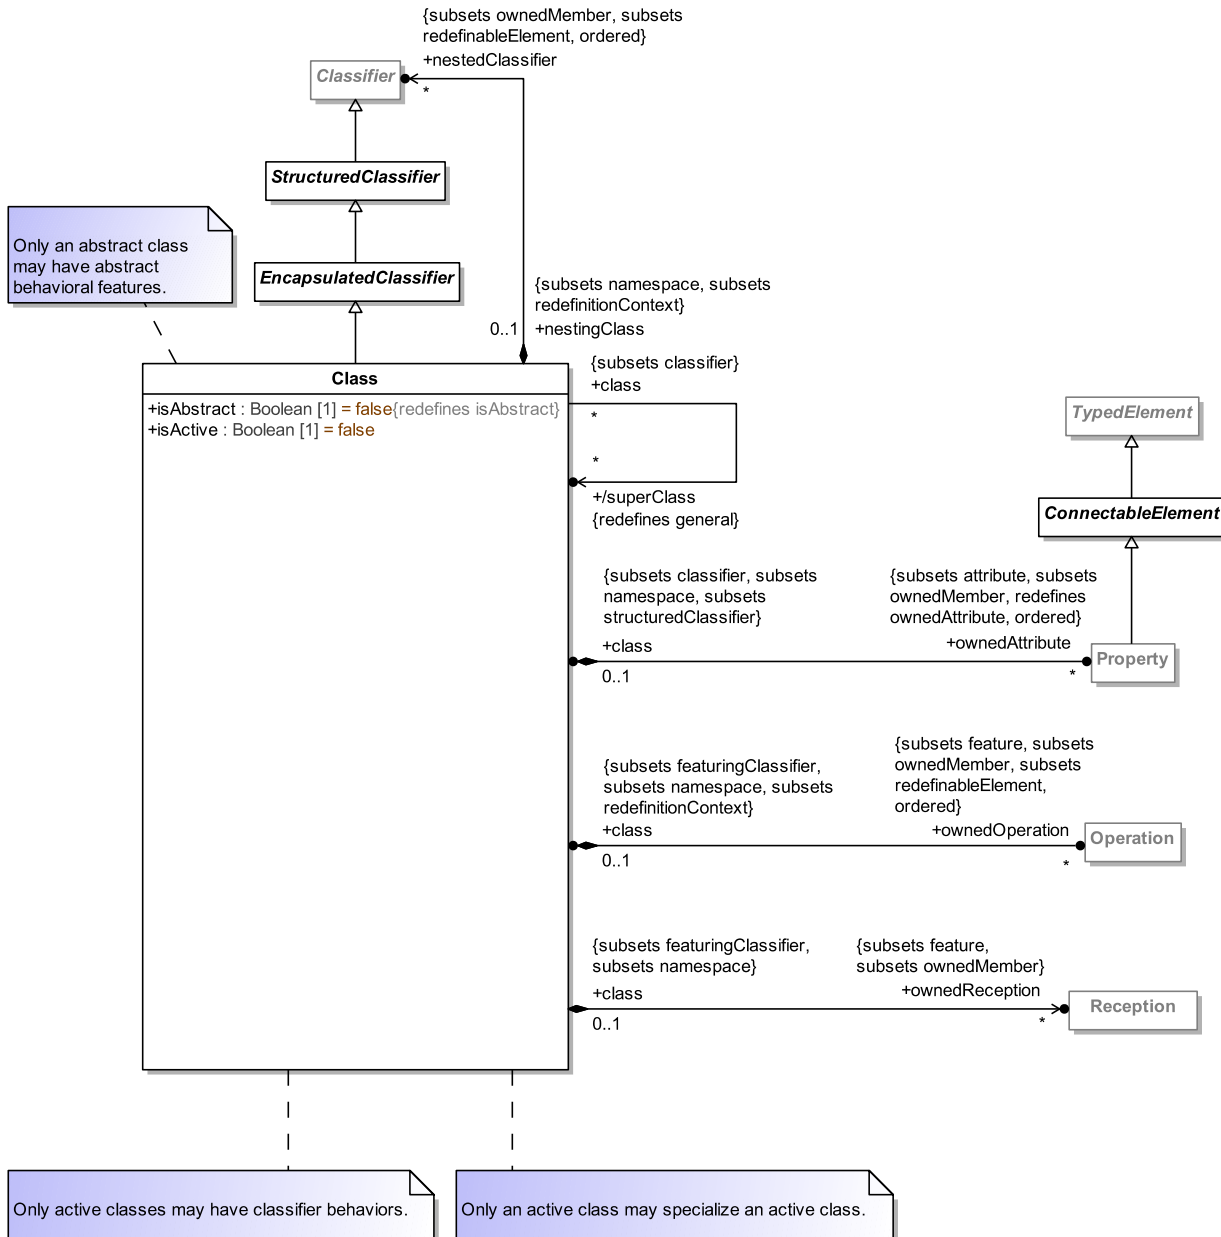 {subsets ownedMember, subsets
redefinableElement, ordered}
+nestedClassifier
*
Classifier
StructuredClassifier
Only an abstract class
may have abstract
behavioral features.
EncapsulatedClassifier
{subsets namespace, subsets
redefinitionContext}
0..1
+nestingClass
Class
+isAbstract : Boolean [1] = false{redefines isAbstract}
+isActive : Boolean [1] = false
{subsets classifier}
+class
*
*
+/superClass
{redefines general}
TypedElement
ConnectableElement
{subsets classifier, subsets
namespace, subsets
structuredClassifier}
+class
0..1
{subsets attribute, subsets
ownedMember, redefines
ownedAttribute, ordered}
+ownedAttribute
*
Property
{subsets featuringClassifier,
subsets namespace, subsets
redefinitionContext}
+class
0..1
{subsets feature, subsets
ownedMember, subsets
redefinableElement,
ordered}
+ownedOperation
*
Operation
{subsets featuringClassifier,
subsets namespace}
+class
0..1
{subsets feature,
subsets ownedMember}
+ownedReception
*
Reception
Only active classes may have classifier behaviors.
Only an active class may specialize an active class.